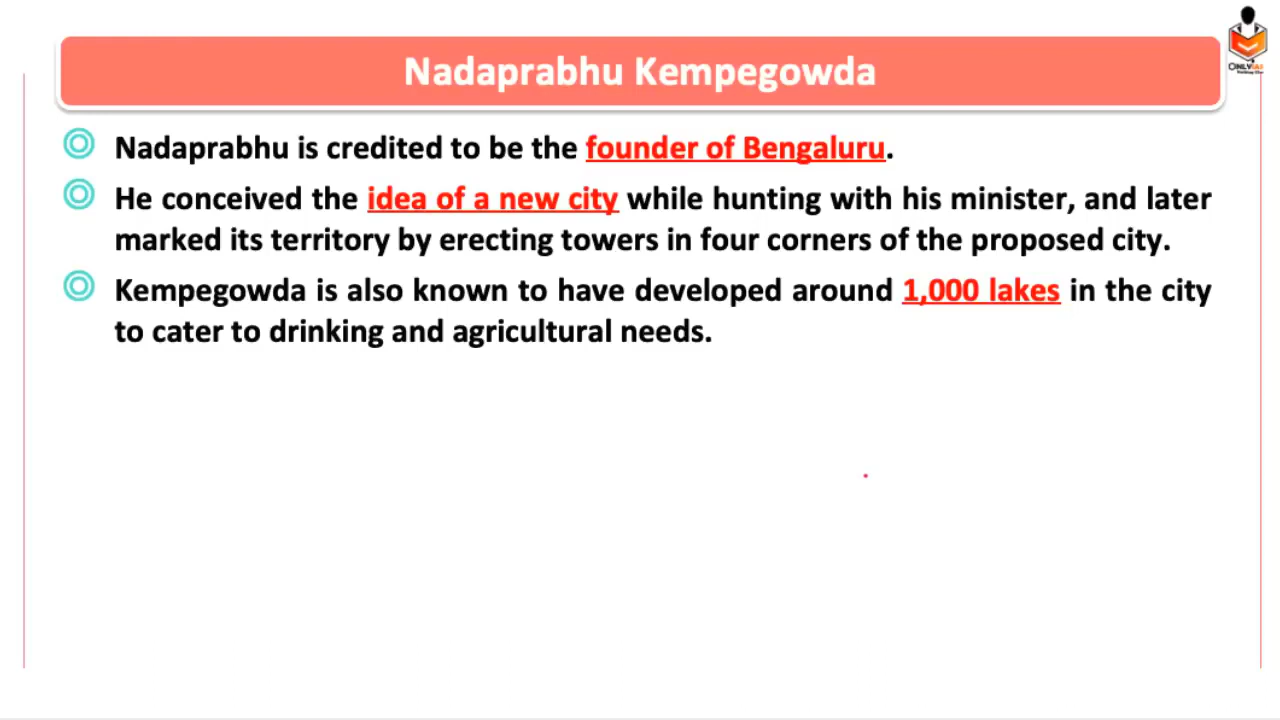 Nadaprabhu Kempegowda
ONLYIAS
Nadaprabhu is credited to be the founder of Bengaluru.
He conceived the idea of a new city while hunting with his minister, and later
marked its territory by erecting towers in four corners of the proposed city.
Kempegowda is also known to have developed around 1,000 lakes in the city
to cater to drinking and agricultural needs.